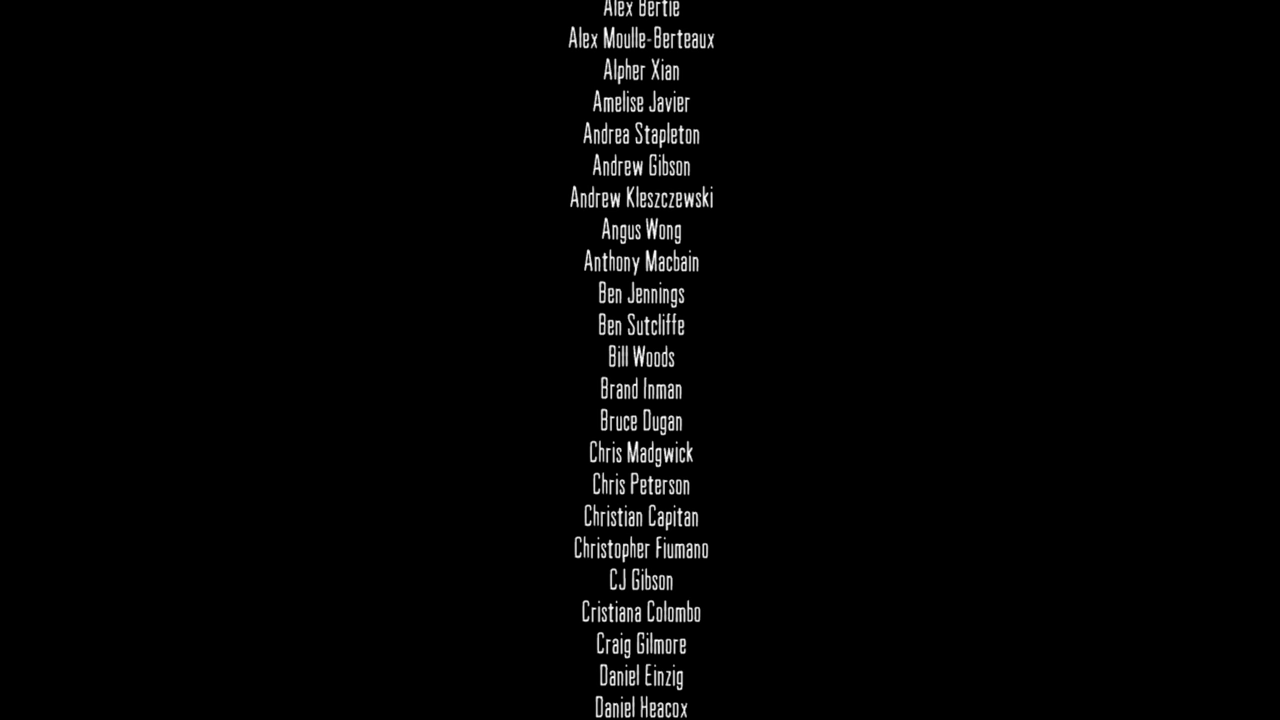 Alex Bertie
Alex Moulle-Berteaux
Alpher Xian
Amelise Javier
Andrea Stapleton
Andrew Gibson
Andrew Kleszczewski
Angus Wong
Anthony Macbain
Ben Jennings
Ben Sutcliffe
Bill Woods
Brand Inman
Bruce Dugan
Chris Madgwick
Chris Peterson
Christian Capitan
Christopher Fiumano
CJ Gibson
Cristiana Colombo
Craig Gilmore
Daniel Einzig
Daniel Heacox